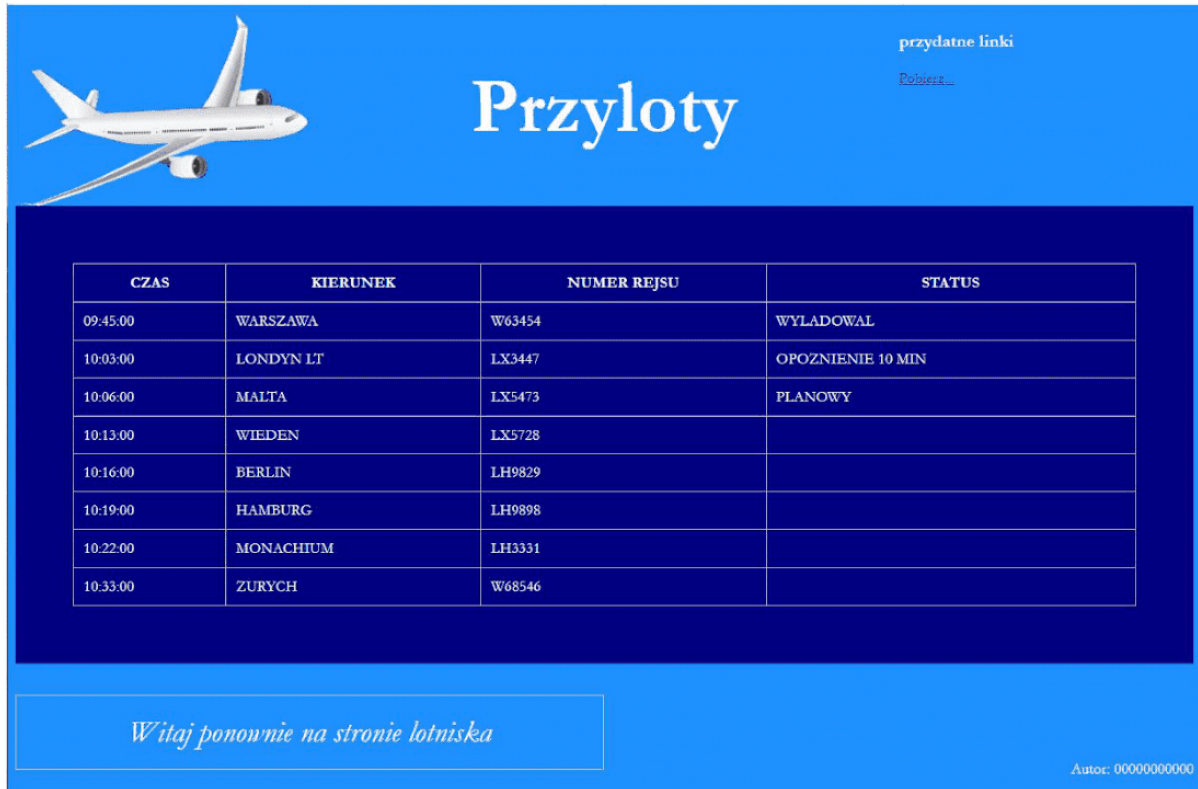 przydatne linki
Pobierz...
Przyloty
CZAS KIERUNEK NUMER REJSU STATUS
09:45:00 WARSZAWA W63454 WYLADOWAL
10:03:00 LONDYN LT LX3447 OPOZNIENIE 10 MIN
10:06:00 MALTA LX5473 PLANOWY
10:13:00 WIEDEN LX5728
10:16:00 BERLIN LH9829
10:19:00 HAMBURG LH9898
10:22:00 MONACHIUM LH3331
10:33:00 ZURYCH W68546
Witaj ponownie na stronie lotniska
Autor: 00000000000